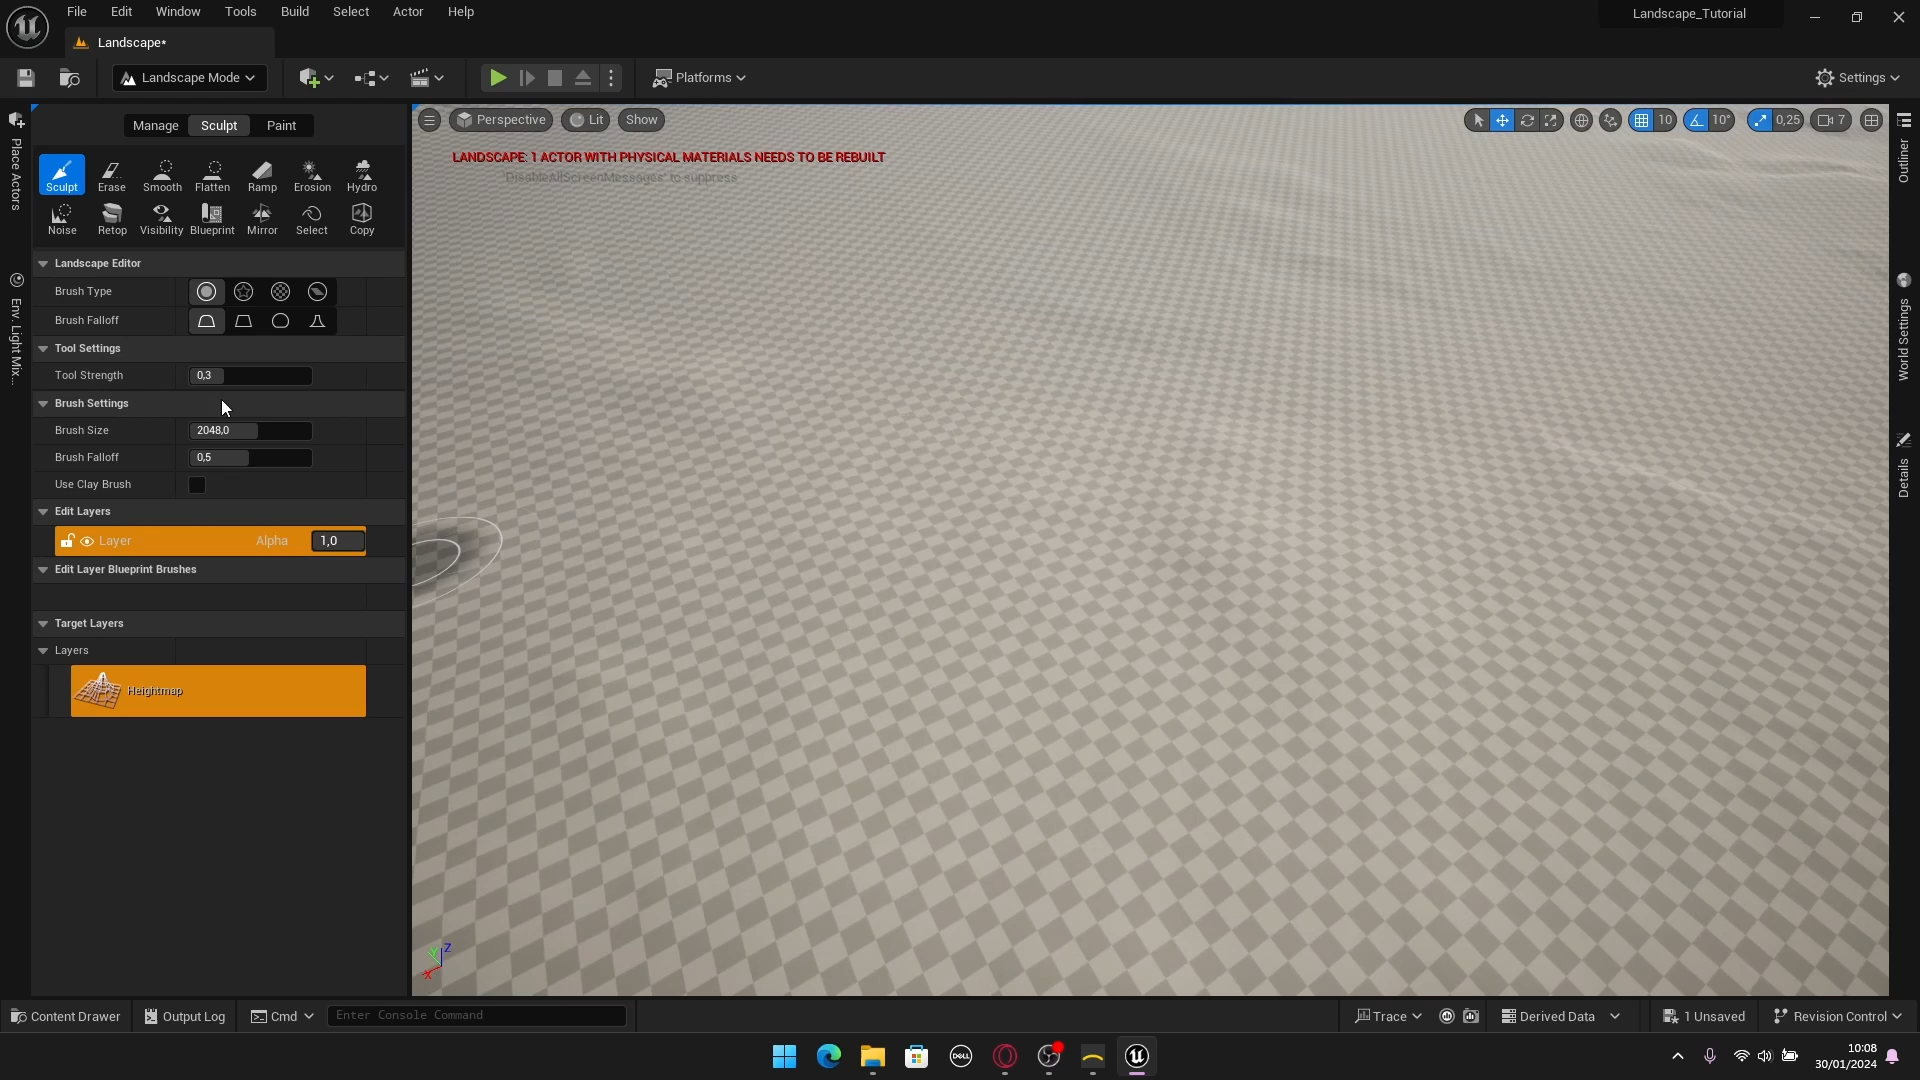 File Edit Window Tools Build Select Actor Help
Landscape_Tutorial
Landscape*
Landscape Mode
Platforms
Settings
Manage Sculpt Paint
Perspective Lit Show
10 10° 0,25 7
LANDSCAPE: 1 ACTOR WITH PHYSICAL MATERIALS NEEDS TO BE REBUILT
'DisableAllScreenMessages' to suppress
Place Actors
Env. Light Mix...
Outliner
World Settings
Details
Sculpt Erase Smooth Flatten Ramp Erosion Hydro
Noise Retop Visibility Blueprint Mirror Select Copy
Landscape Editor
Brush Type
Brush Falloff
Tool Settings
Tool Strength 0,3
Brush Settings
Brush Size 2048,0
Brush Falloff 0,5
Use Clay Brush
Edit Layers
Layer Alpha 1,0
Edit Layer Blueprint Brushes
Target Layers
Layers
Heightmap
Z
Y
X
Content Drawer Output Log Cmd Enter Console Command Trace Derived Data 1 Unsaved Revision Control
DELL
10:08
30/01/2024